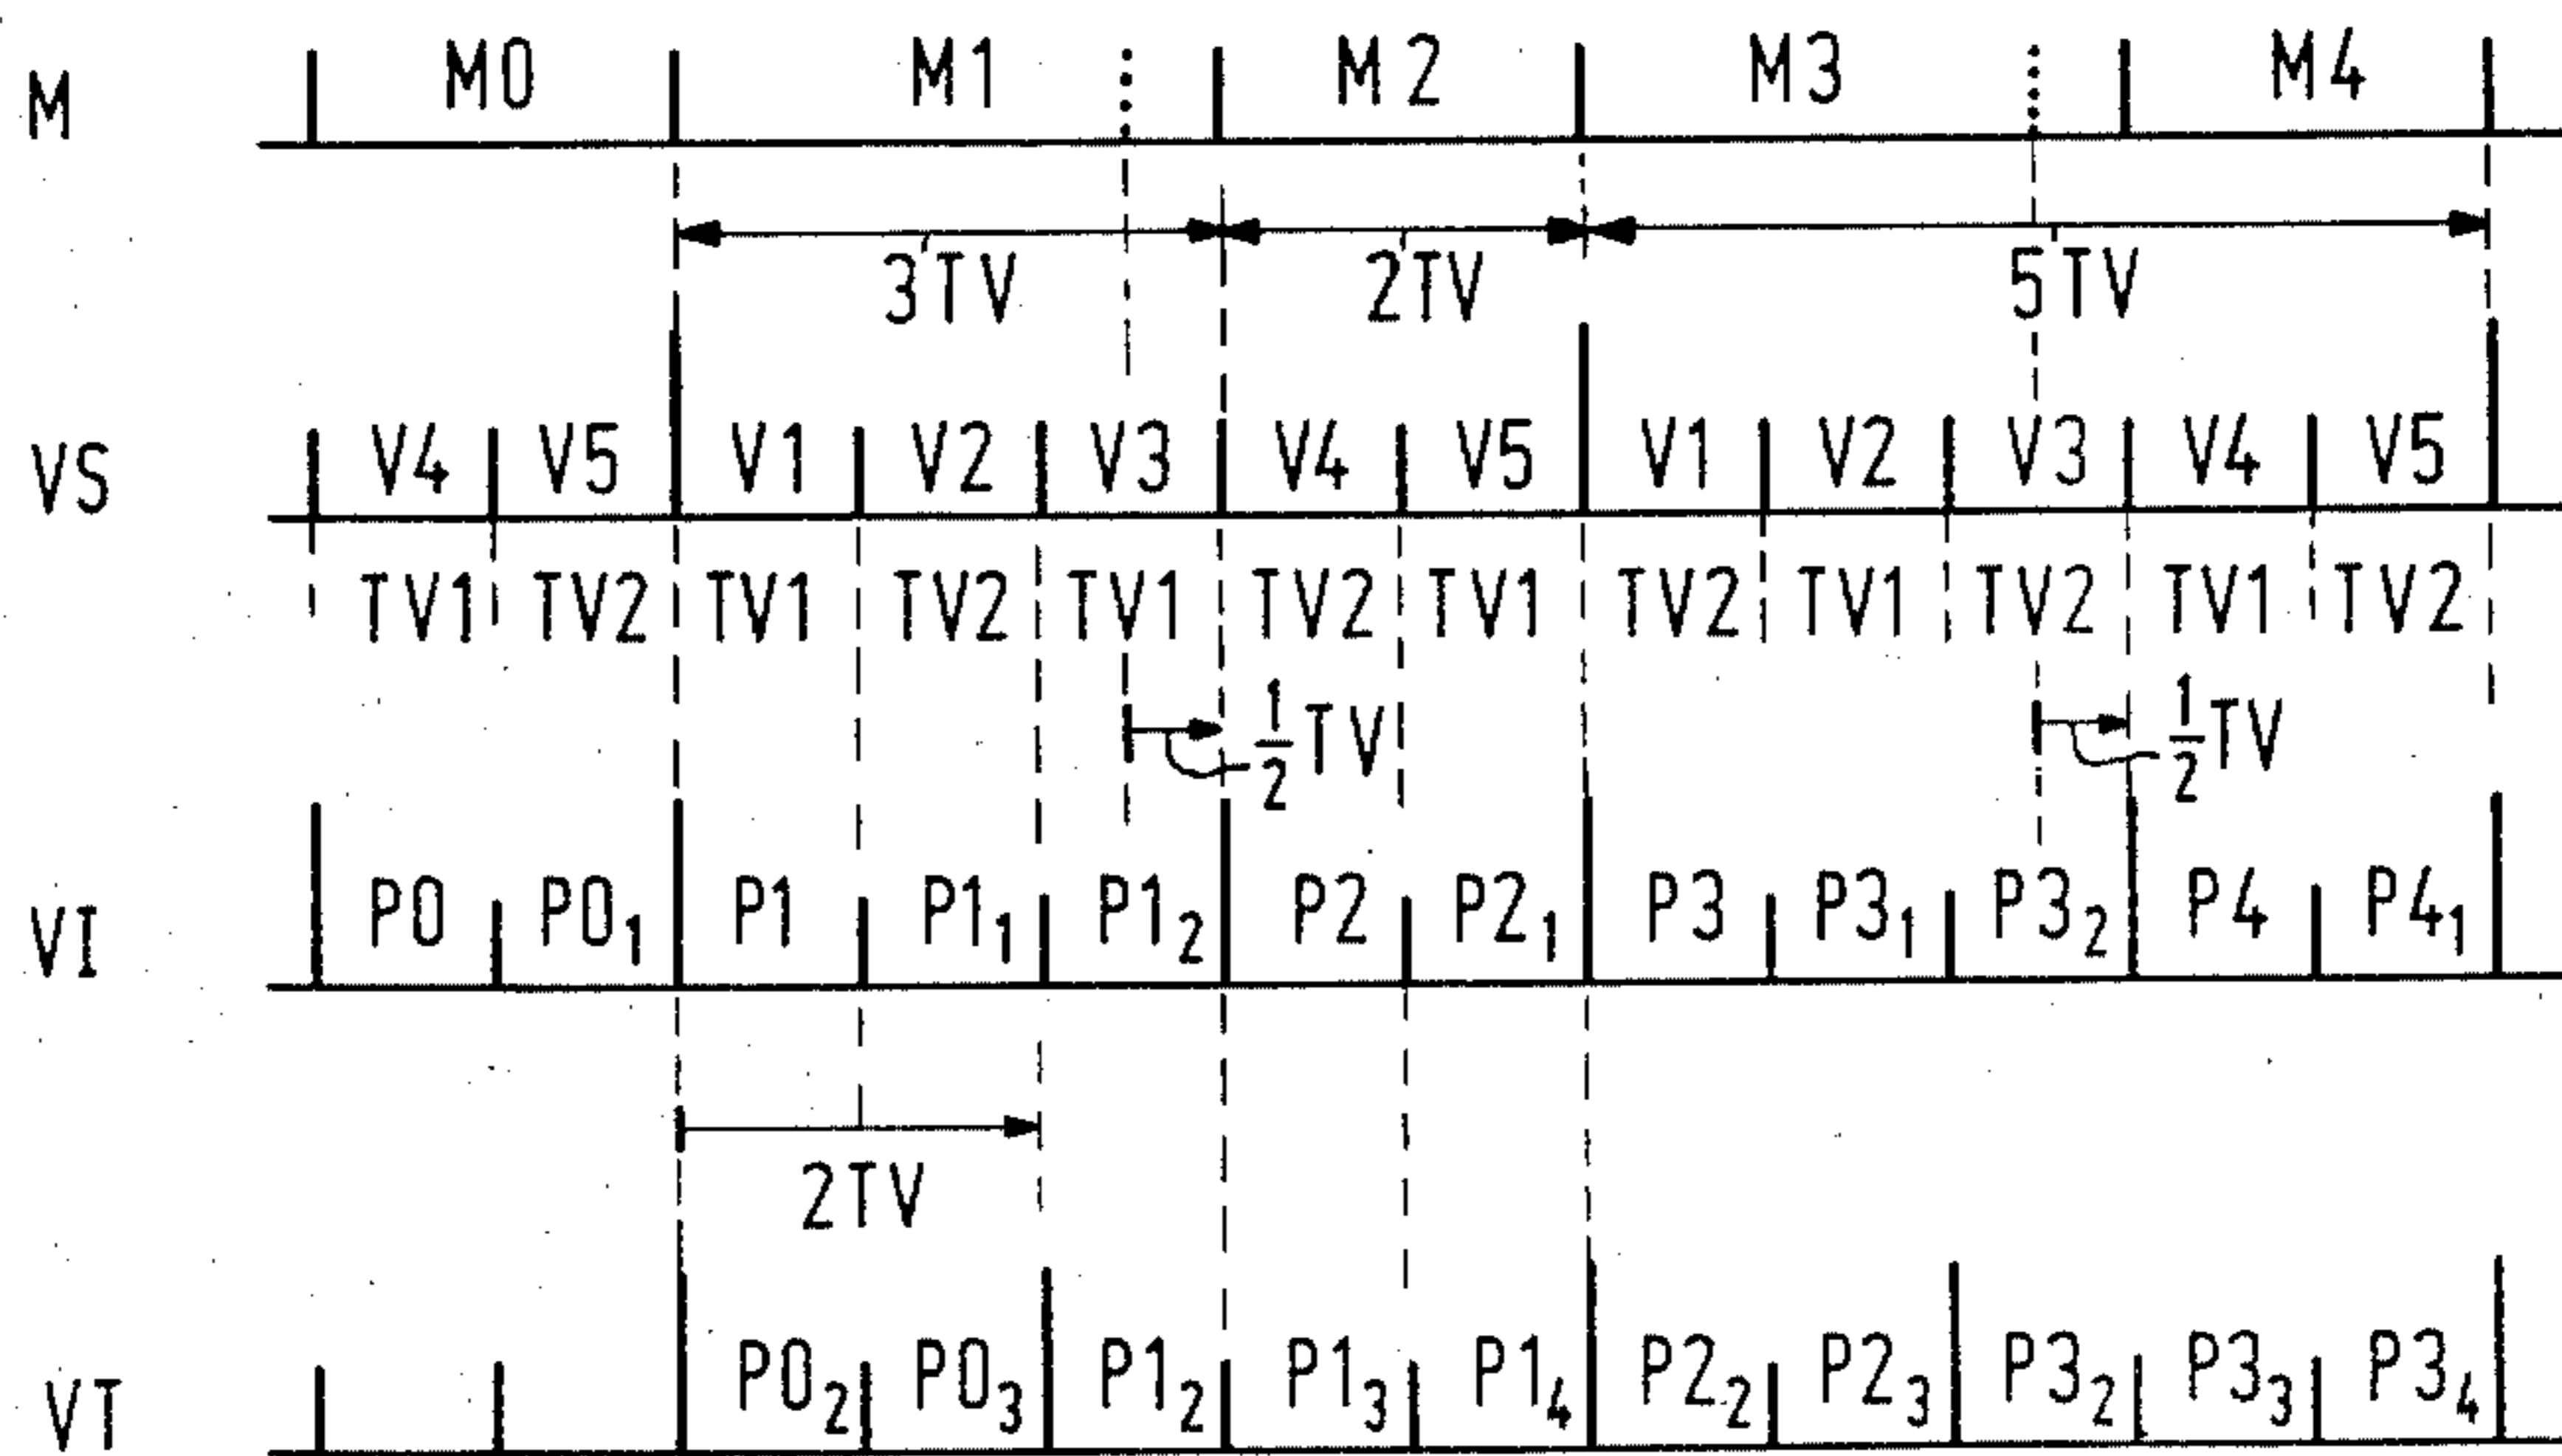 M M0 M1 M2 M3 M4
3TV 2TV 5TV
VS V4 V5 V1 V2 V3 V4 V5 V1 V2 V3 V4 V5
TV1 TV2 TV1 TV2 TV1 TV2 TV1 TV2 TV1 TV2 TV1 TV2
½TV ½TV
VI P0 P0₁ P1 P1₁ P1₂ P2 P2₁ P3 P3₁ P3₂ P4 P4₁
2TV
VT P0₂ P0₃ P1₂ P1₃ P1₄ P2₂ P2₃ P3₂ P3₃ P3₄